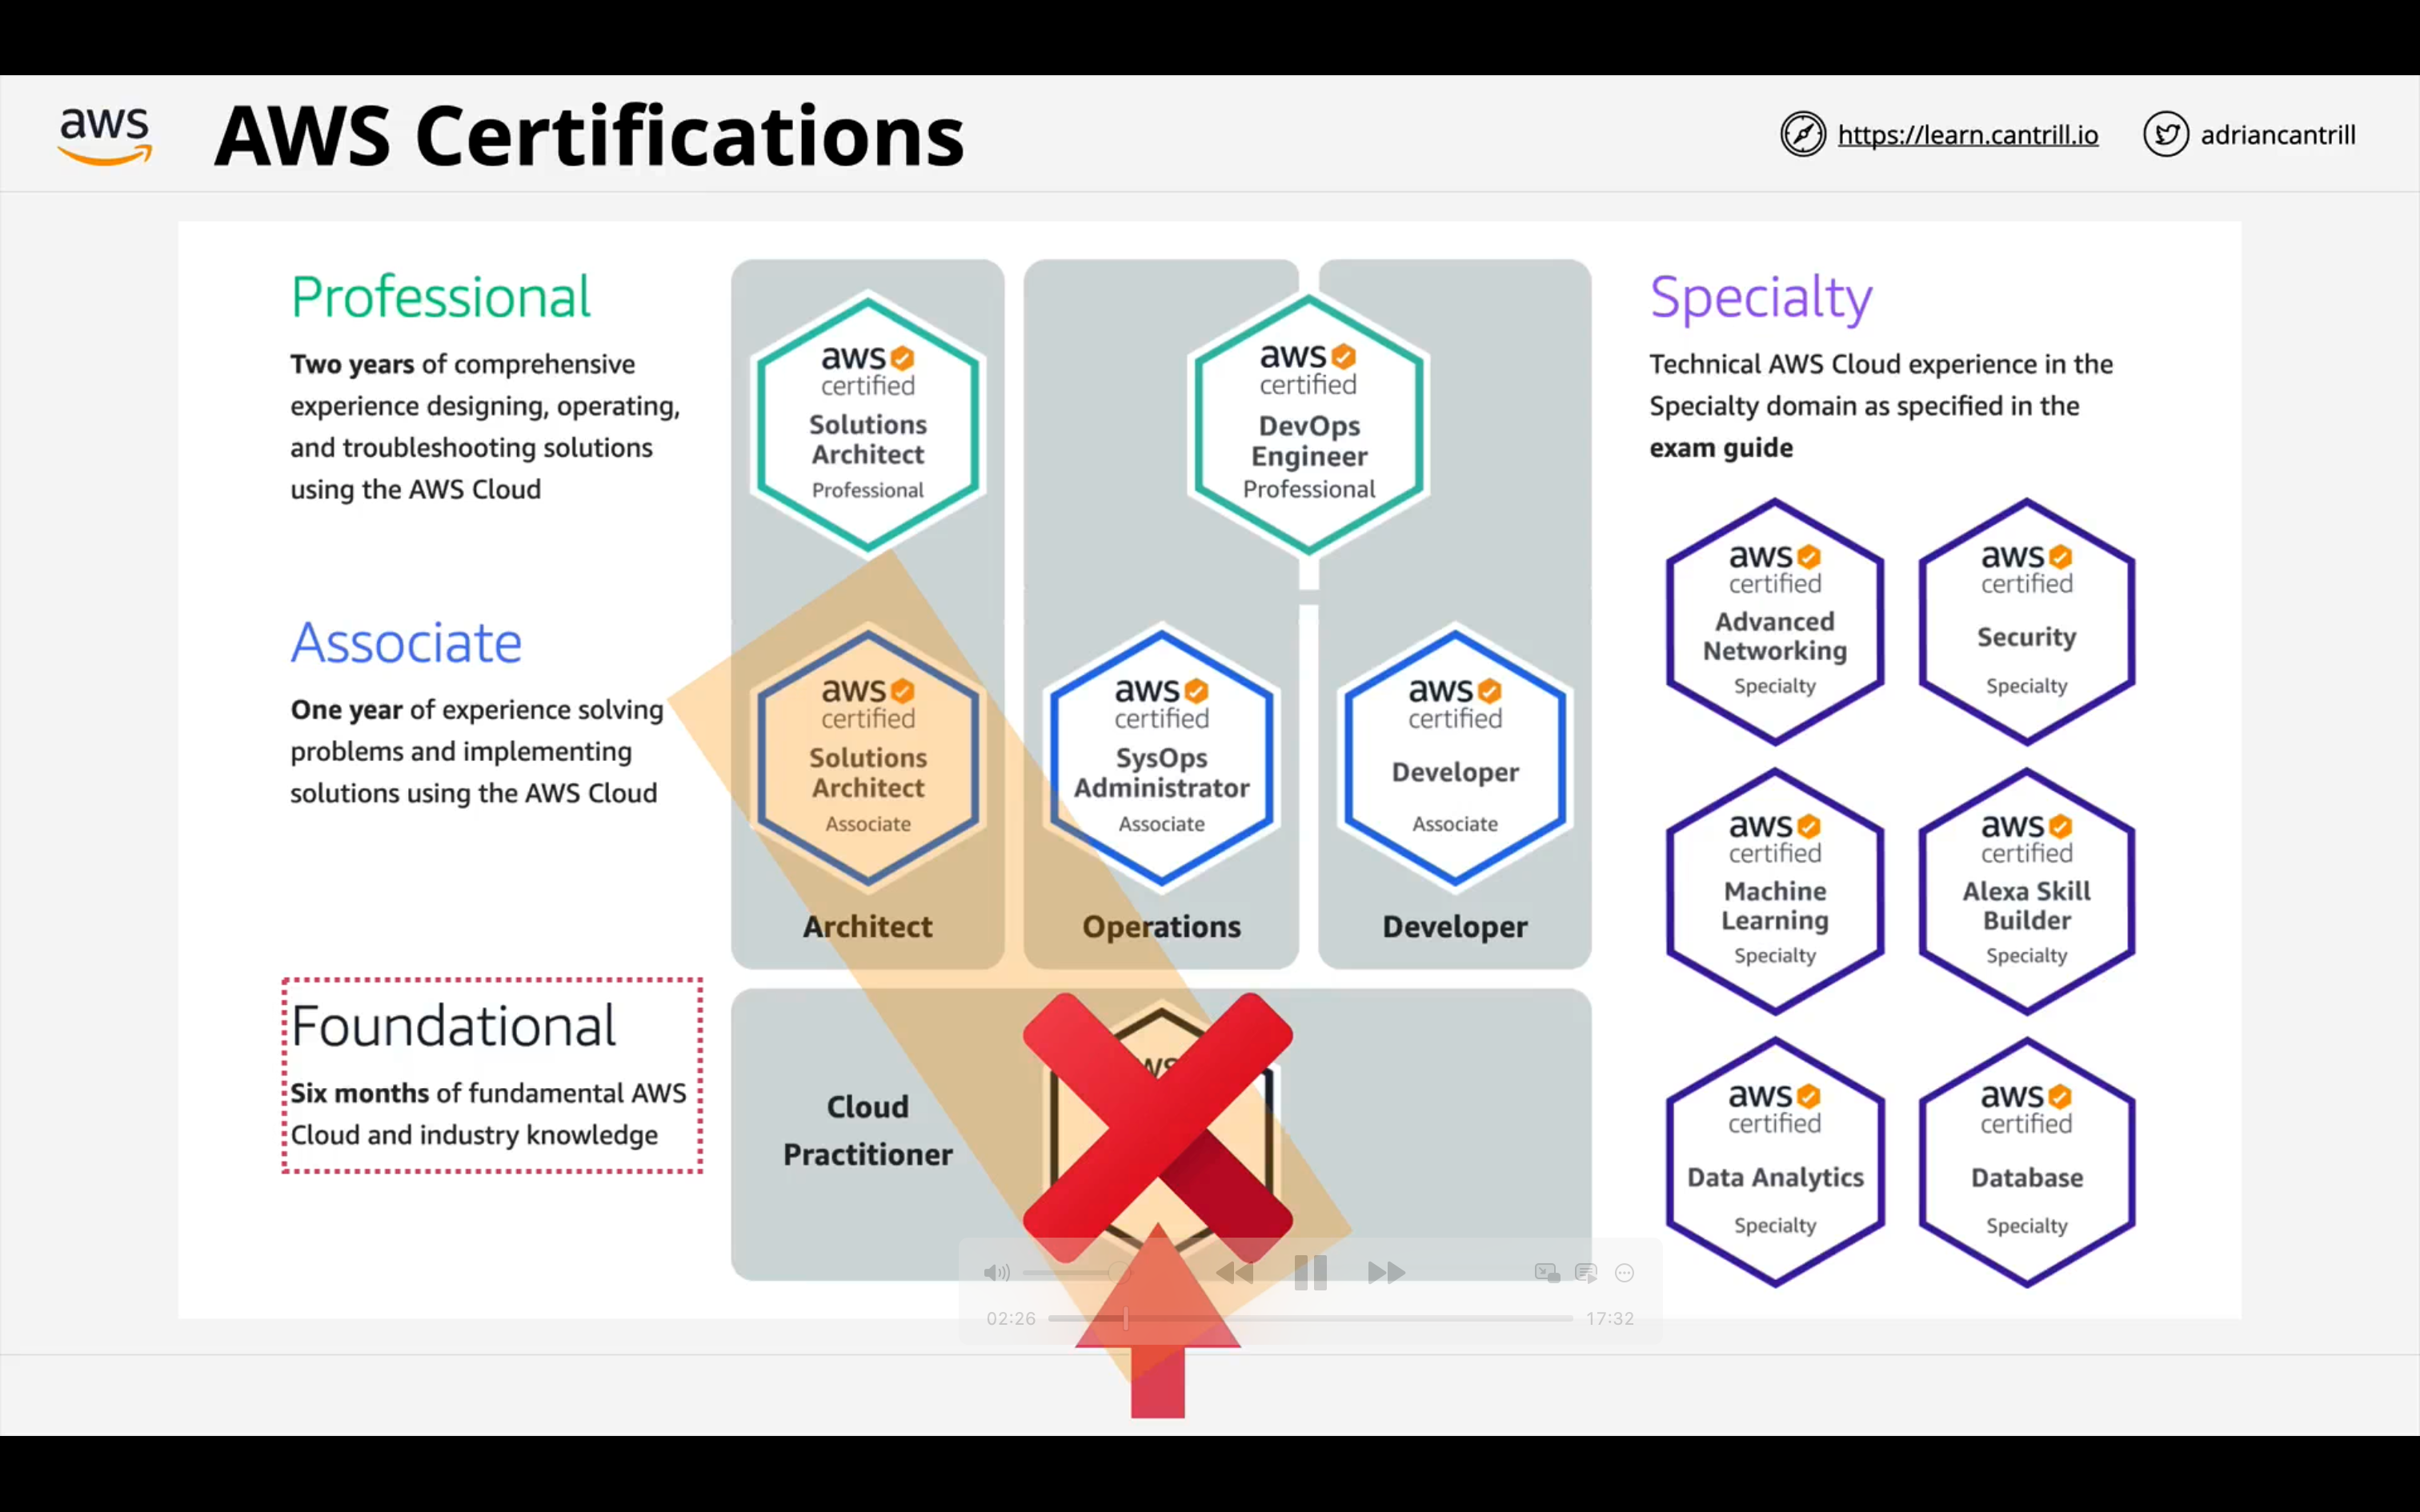 aws
AWS Certifications
https://learn.cantrill.io
adriancantrill
Professional
Two years of comprehensive
experience designing, operating,
and troubleshooting solutions
using the AWS Cloud
Associate
One year of experience solving
problems and implementing
solutions using the AWS Cloud
Foundational
Six months of fundamental AWS
Cloud and industry knowledge
aws
certified
Solutions
Architect
Professional
aws
certified
DevOps
Engineer
Professional
aws
certified
Solutions
Architect
Associate
Architect
aws
certified
SysOps
Administrator
Associate
Operations
aws
certified
Developer
Associate
Developer
Cloud
Practitioner
Specialty
Technical AWS Cloud experience in the
Specialty domain as specified in the
exam guide
aws
certified
Advanced
Networking
Specialty
aws
certified
Security
Specialty
aws
certified
Machine
Learning
Specialty
aws
certified
Alexa Skill
Builder
Specialty
aws
certified
Data Analytics
Specialty
aws
certified
Database
Specialty
02:26
17:32